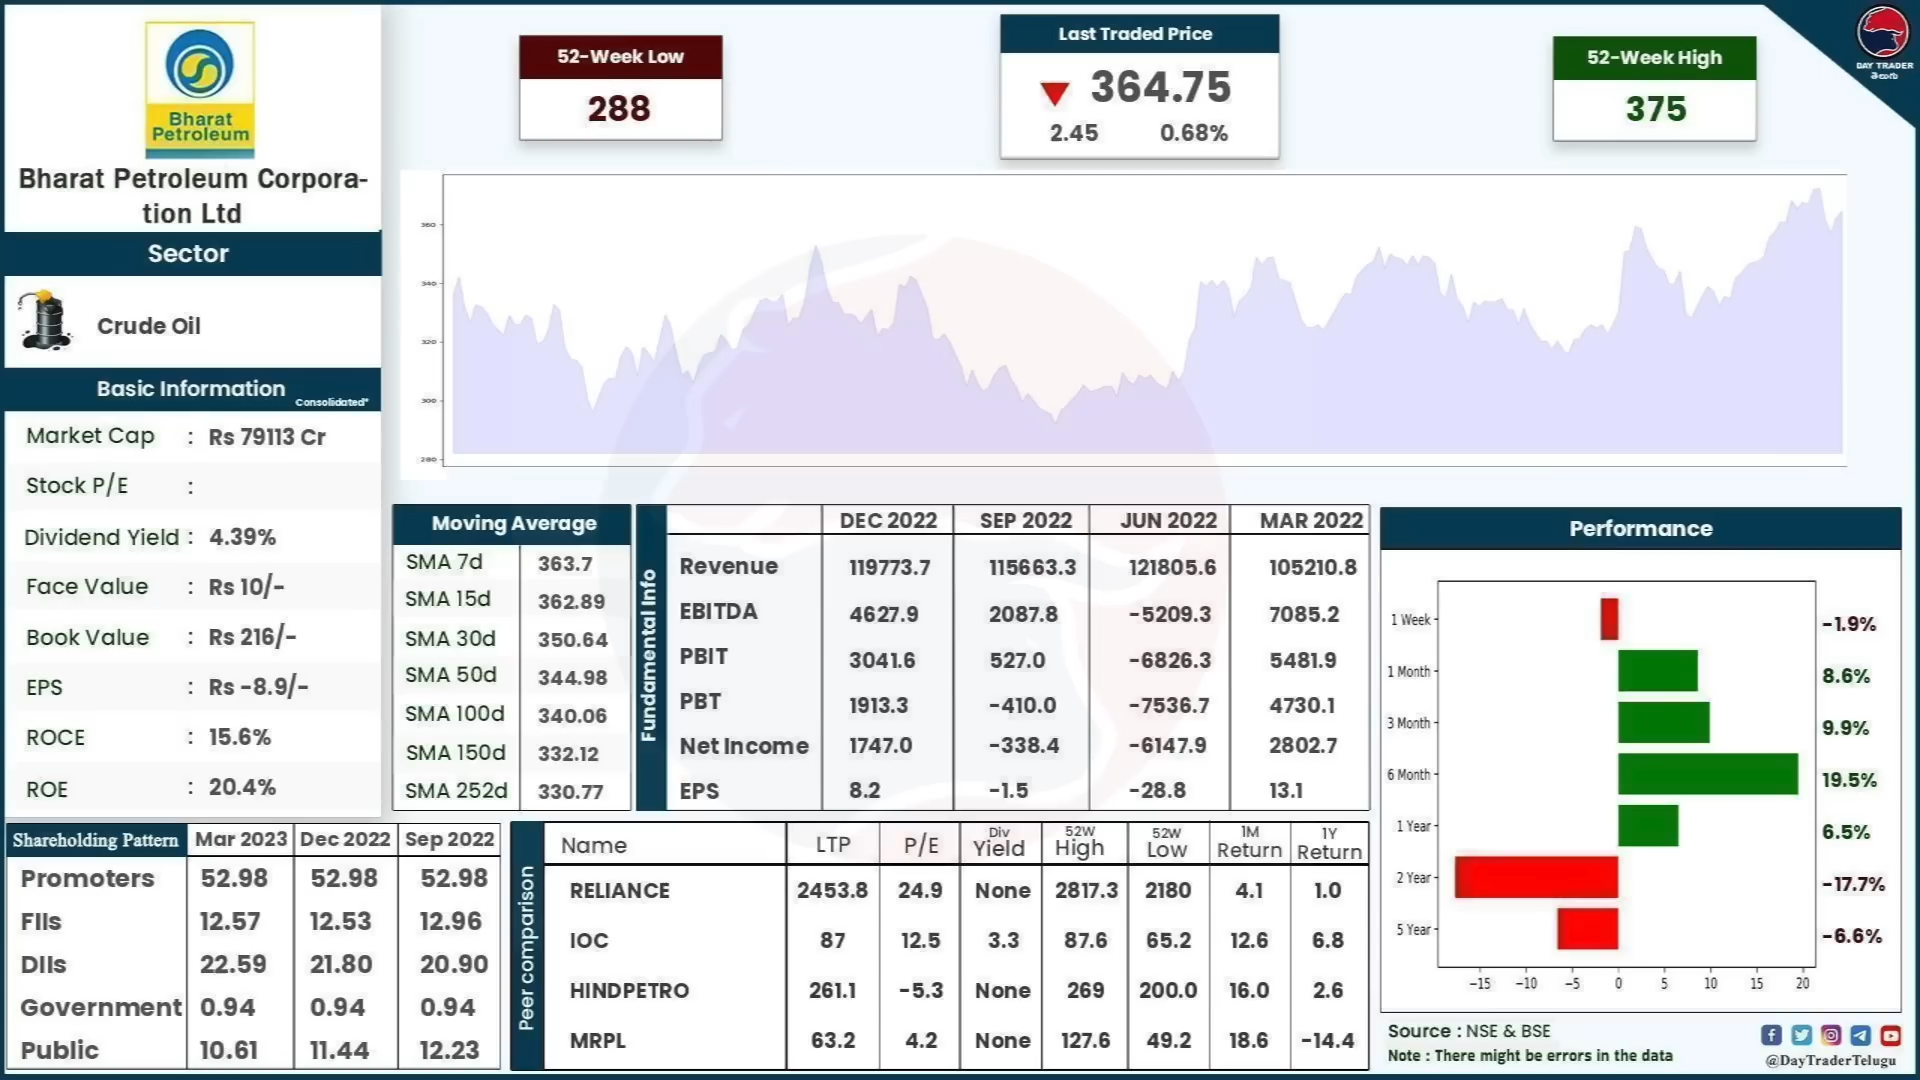 Bharat
Petroleum
Bharat Petroleum Corpora-
tion Ltd
Sector
Crude Oil
Basic Information
Consolidated*
Market Cap : Rs 79113 Cr
Stock P/E :
Dividend Yield : 4.39%
Face Value : Rs 10/-
Book Value : Rs 216/-
EPS : Rs -8.9/-
ROCE : 15.6%
ROE : 20.4%
52-Week Low
288
Last Traded Price
364.75
2.45 0.68%
52-Week High
375
DAY TRADER
తెలుగు
360
340
320
300
280
Moving Average
SMA 7d 363.7
SMA 15d 362.89
SMA 30d 350.64
SMA 50d 344.98
SMA 100d 340.06
SMA 150d 332.12
SMA 252d 330.77
Fundamental Info
DEC 2022 SEP 2022 JUN 2022 MAR 2022
Revenue 119773.7 115663.3 121805.6 105210.8
EBITDA 4627.9 2087.8 -5209.3 7085.2
PBIT 3041.6 527.0 -6826.3 5481.9
PBT 1913.3 -410.0 -7536.7 4730.1
Net Income 1747.0 -338.4 -6147.9 2802.7
EPS 8.2 -1.5 -28.8 13.1
Performance
1 Week -1.9%
1 Month 8.6%
3 Month 9.9%
6 Month 19.5%
1 Year 6.5%
2 Year -17.7%
5 Year -6.6%
−15 −10 −5 0 5 10 15 20
Shareholding Pattern Mar 2023 Dec 2022 Sep 2022
Promoters 52.98 52.98 52.98
FIIs 12.57 12.53 12.96
DIIs 22.59 21.80 20.90
Government 0.94 0.94 0.94
Public 10.61 11.44 12.23
Peer comparison
Name LTP P/E Div Yield 52W High 52W Low 1M Return 1Y Return
RELIANCE 2453.8 24.9 None 2817.3 2180 4.1 1.0
IOC 87 12.5 3.3 87.6 65.2 12.6 6.8
HINDPETRO 261.1 -5.3 None 269 200.0 16.0 2.6
MRPL 63.2 4.2 None 127.6 49.2 18.6 -14.4
Source : NSE & BSE
Note : There might be errors in the data
@DayTraderTelugu